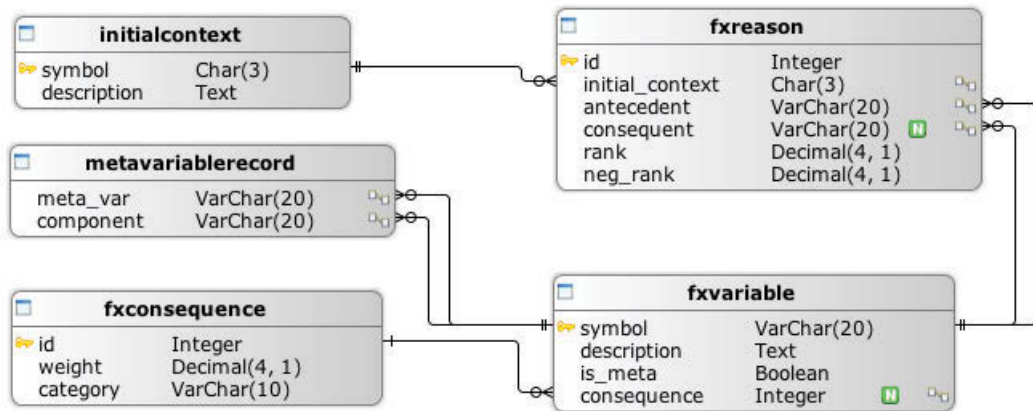 initialcontext
symbol Char(3)
description Text
fxreason
id Integer
initial_context Char(3)
antecedent VarChar(20)
consequent VarChar(20) N
rank Decimal(4, 1)
neg_rank Decimal(4, 1)
metavariablerecord
meta_var VarChar(20)
component VarChar(20)
fxconsequence
id Integer
weight Decimal(4, 1)
category VarChar(10)
fxvariable
symbol VarChar(20)
description Text
is_meta Boolean
consequence Integer N